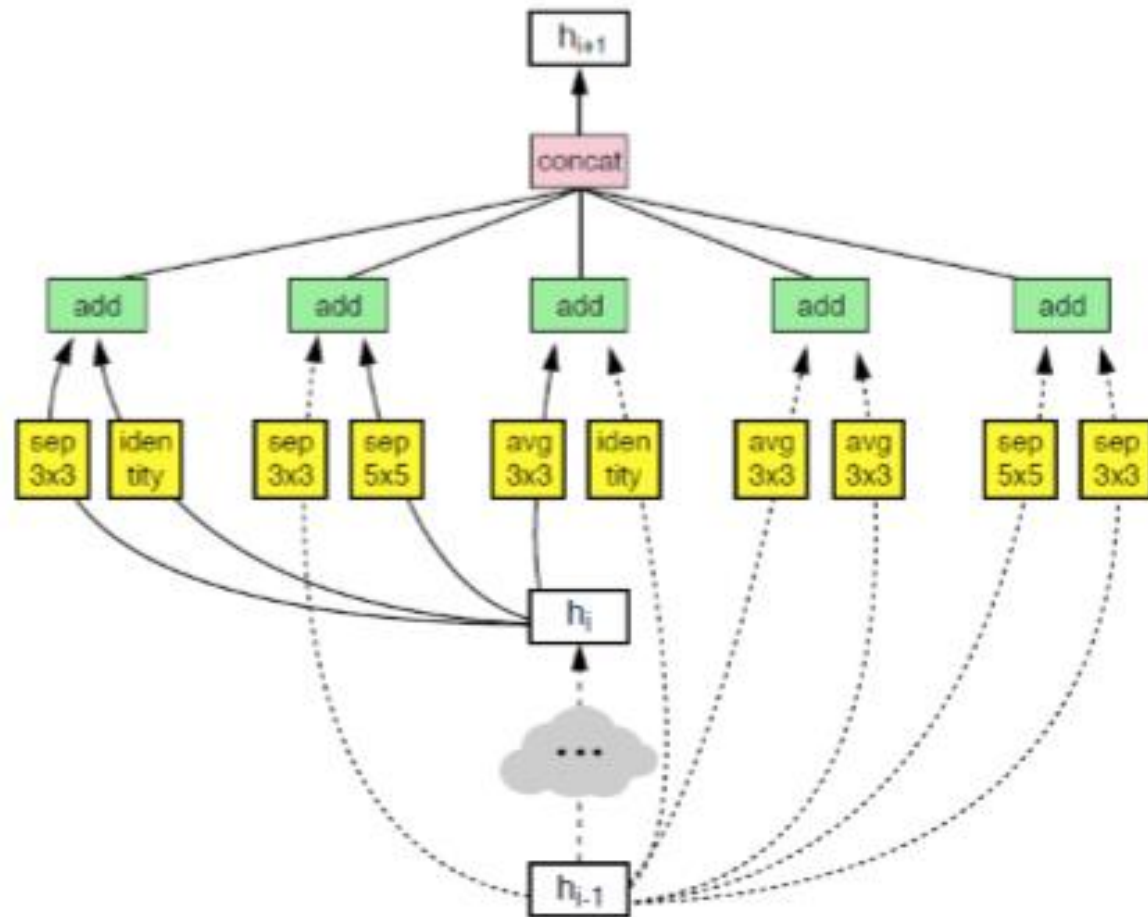 hi+1
concat
add add add add add
sep iden sep sep avg iden avg avg sep sep
3x3 tity 3x3 5x5 3x3 tity 3x3 3x3 5x5 3x3
hi
...
hi-1